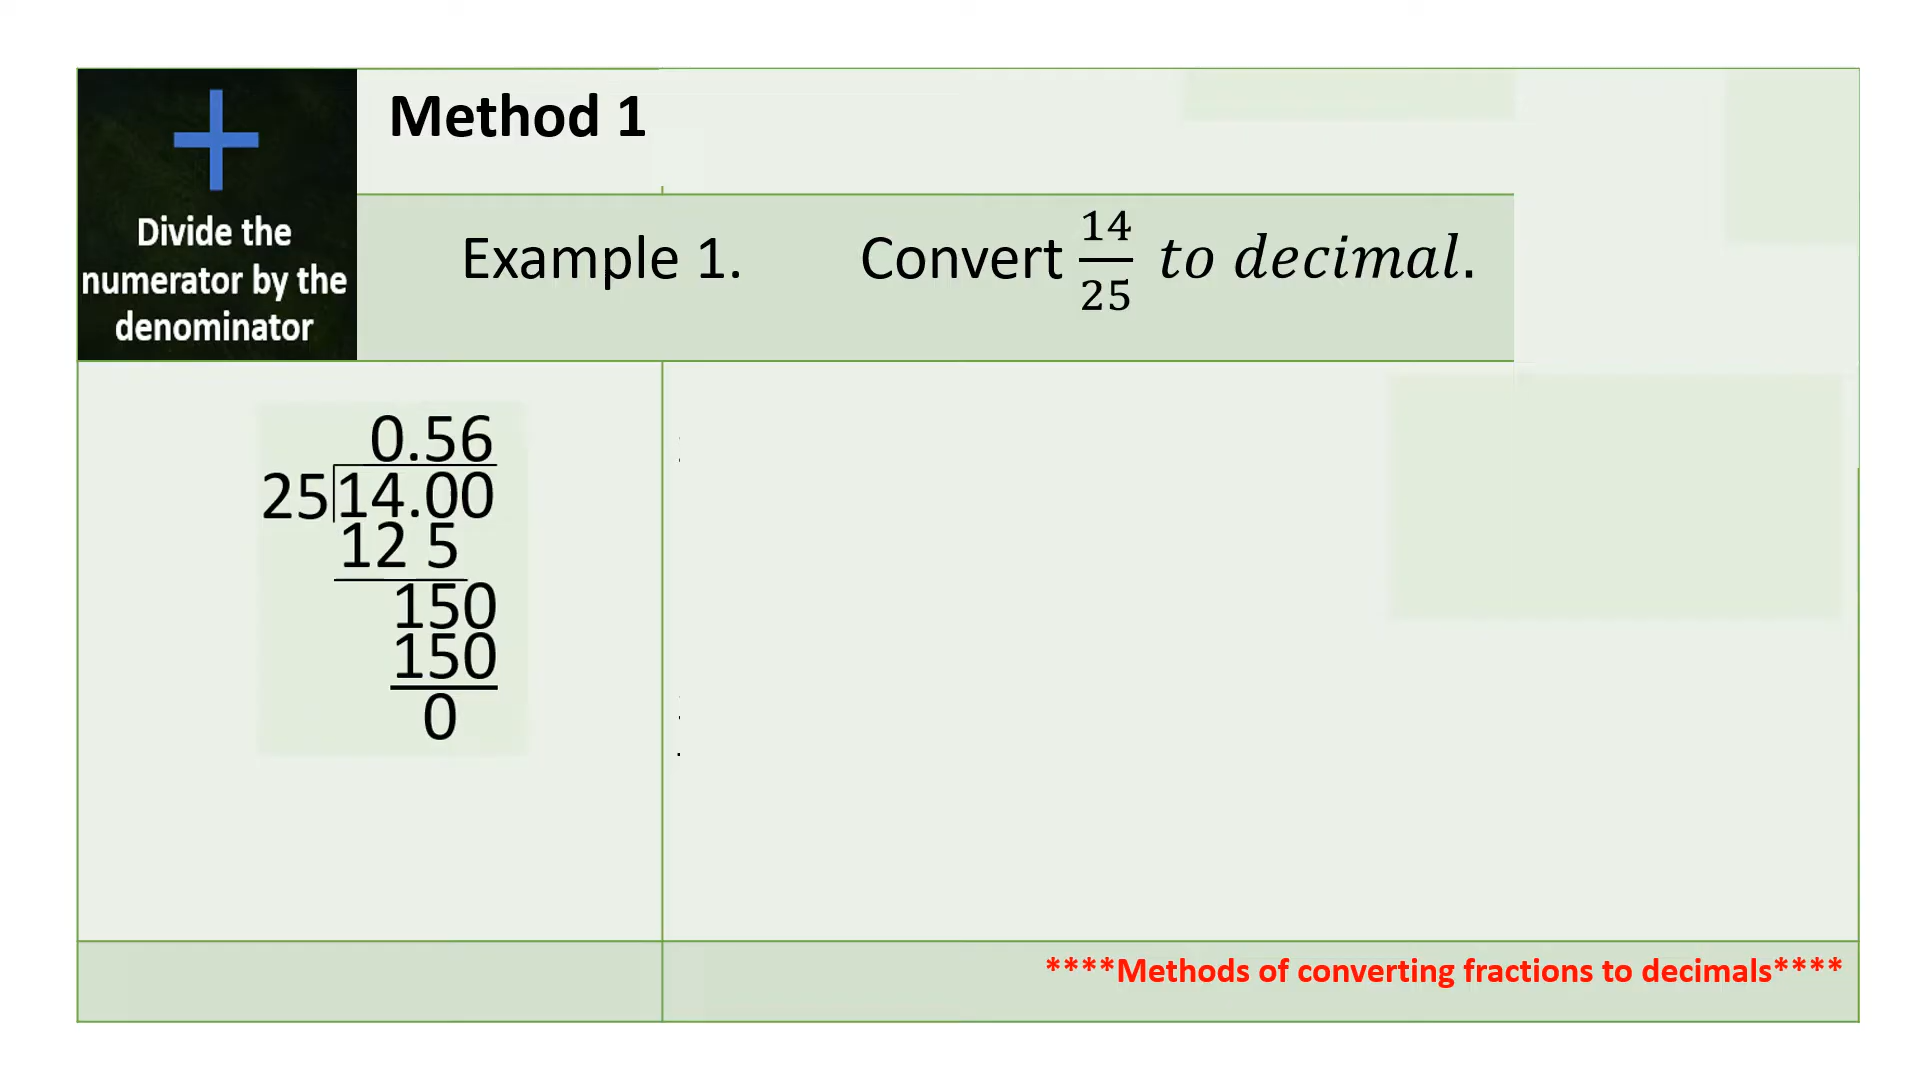 Method 1
Divide the
numerator by the
denominator
Example 1. Convert 14/25 to decimal.
0.56
25 14.00
12 5
150
150
0
****Methods of converting fractions to decimals****